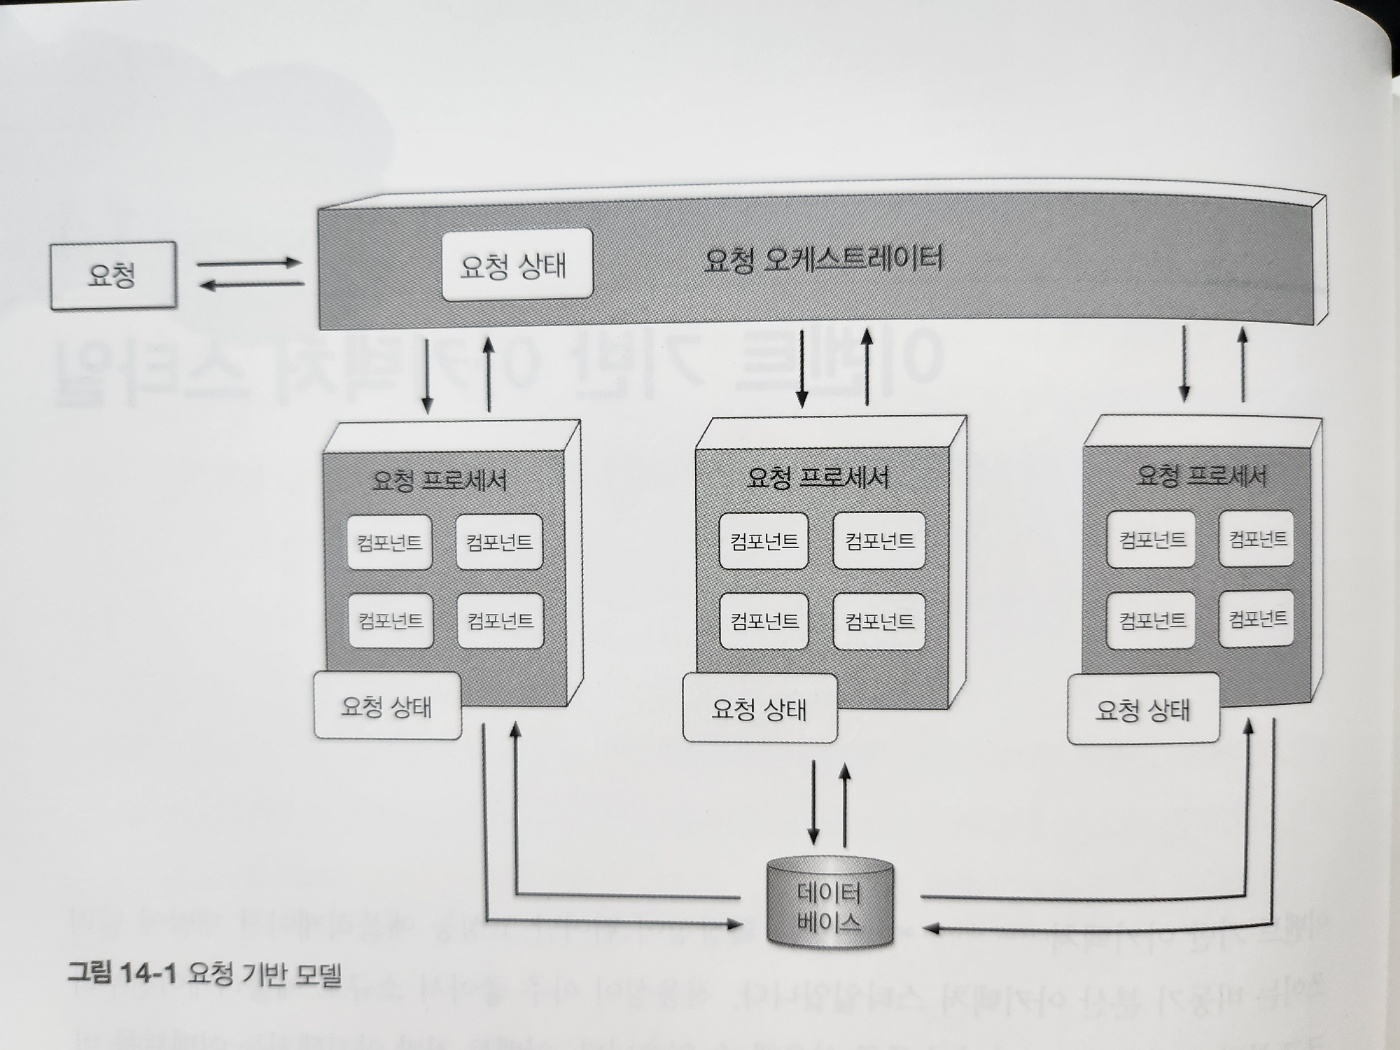 요청
요청 상태
요청 오케스트레이터
요청 프로세서
컴포넌트
컴포넌트
컴포넌트
컴포넌트
요청 상태
요청 프로세서
컴포넌트
컴포넌트
컴포넌트
컴포넌트
요청 상태
요청 프로세서
컴포넌트
컴포넌트
컴포넌트
컴포넌트
요청 상태
데이터
베이스
그림 14-1 요청 기반 모델